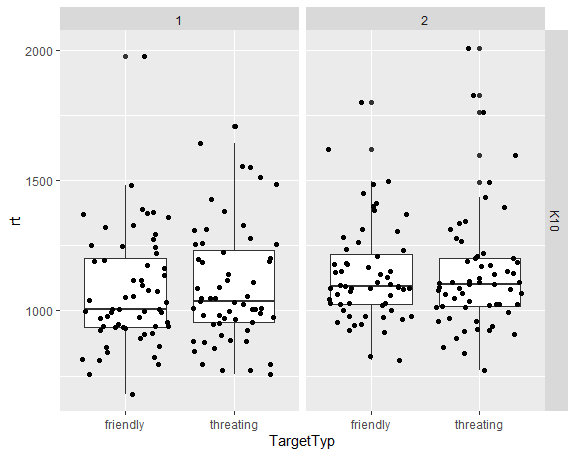 1
2
2000
1500
1000
rt
K10
friendly
threating
friendly
threating
TargetTyp